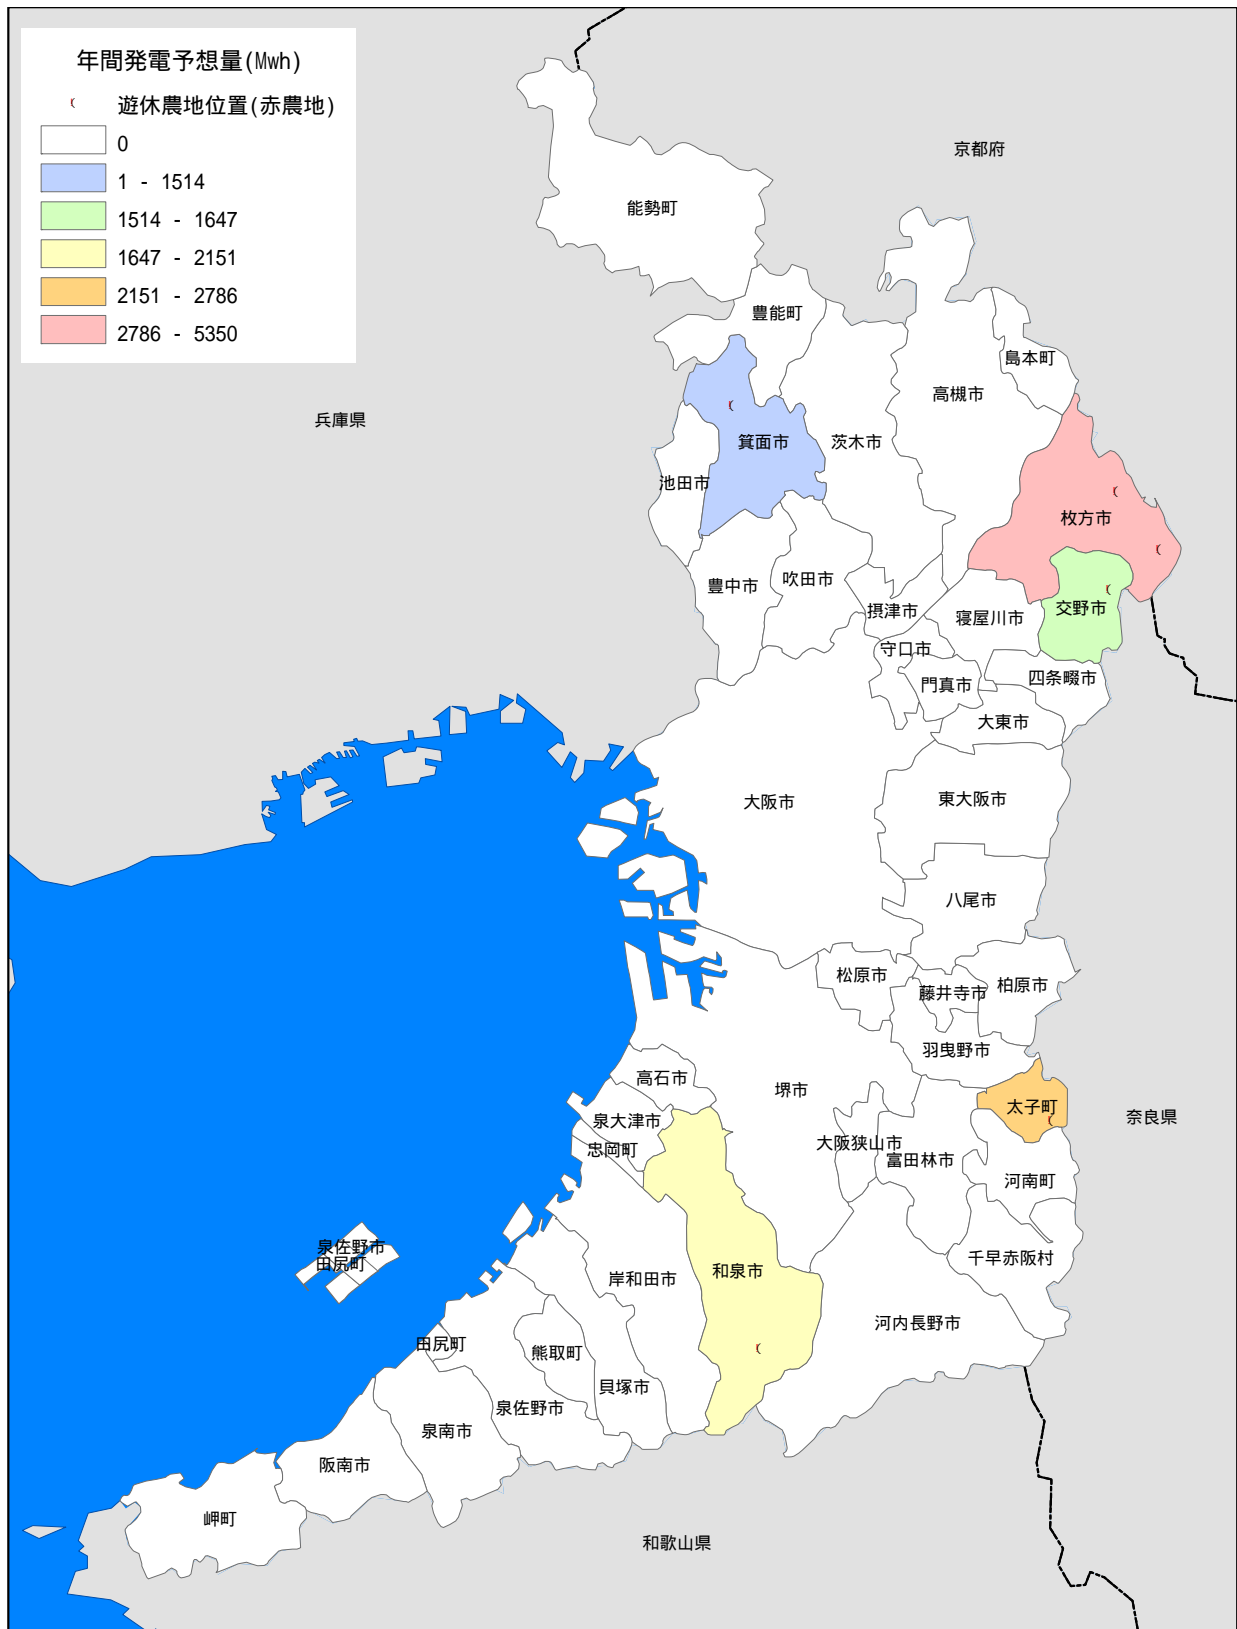 年間発電予想量(Mwh)
遊休農地位置(赤農地)
0
1 - 1514
1514 - 1647
1647 - 2151
2151 - 2786
2786 - 5350
京都府
能勢町
豊能町
島本町
高槻市
兵庫県
箕面市
茨木市
池田市
枚方市
豊中市
吹田市
摂津市
寝屋川市
交野市
守口市
門真市
四条畷市
大東市
大阪市
東大阪市
八尾市
松原市
藤井寺市
柏原市
羽曳野市
高石市
堺市
太子町
奈良県
泉大津市
忠岡町
大阪狭山市
富田林市
河南町
泉佐野市
田尻町
岸和田市
和泉市
千早赤阪村
河内長野市
田尻町
熊取町
貝塚市
泉佐野市
泉南市
阪南市
岬町
和歌山県